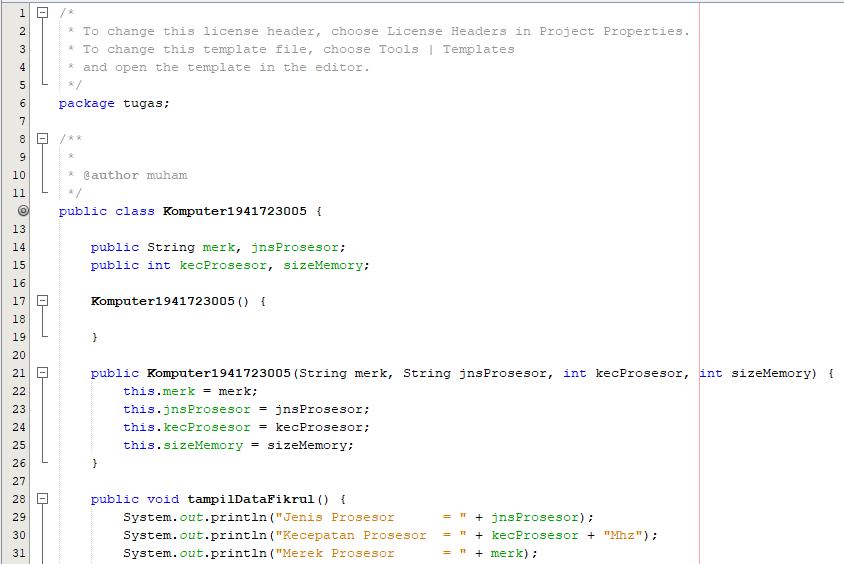 1 /*
2  * To change this license header, choose License Headers in Project Properties.
3  * To change this template file, choose Tools | Templates
4  * and open the template in the editor.
5  */
6 package tugas;
7
8 /**
9  *
10  * @author muham
11  */
public class Komputer1941723005 {
13
14     public String merk, jnsProsesor;
15     public int kecProsesor, sizeMemory;
16
17     Komputer1941723005() {
18
19     }
20
21     public Komputer1941723005(String merk, String jnsProsesor, int kecProsesor, int sizeMemory) {
22         this.merk = merk;
23         this.jnsProsesor = jnsProsesor;
24         this.kecProsesor = kecProsesor;
25         this.sizeMemory = sizeMemory;
26     }
27
28     public void tampilDataFikrul() {
29         System.out.println("Jenis Prosesor      = " + jnsProsesor);
30         System.out.println("Kecepatan Prosesor  = " + kecProsesor + "Mhz");
31         System.out.println("Merek Prosesor      = " + merk);